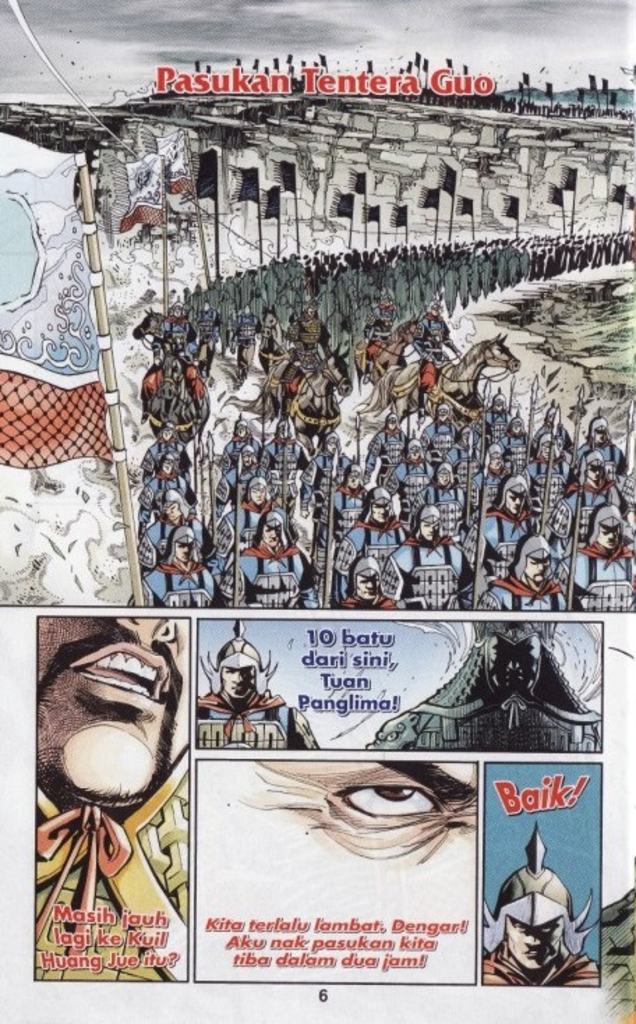 Pasukan Tentera Guo
10 batu
dari sini,
Tuan
Panglima!
Masih jauh
lagi ke Kuil
Huang Jue itu?
Kita terlalu lambat. Dengar!
Aku nak pasukan kita
tiba dalam dua jam!
Baik!
6